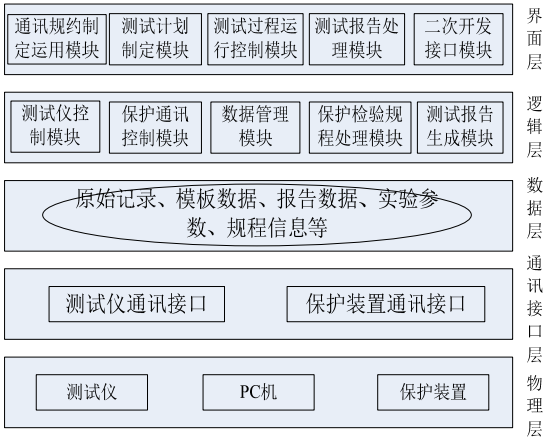 通讯规约制
定运用模块
测试计划
制定模块
测试过程运
行控制模块
测试报告处
理模块
二次开发
接口模块
界面层
测试仪控
制模块
保护通讯
控制模块
数据管理
模块
保护检验规
程处理模块
测试报告
生成模块
逻辑层
原始记录、模板数据、报告数据、实验参
数、规程信息等
数据层
测试仪通讯接口
保护装置通讯接口
通讯接口层
测试仪
PC机
保护装置
物理层